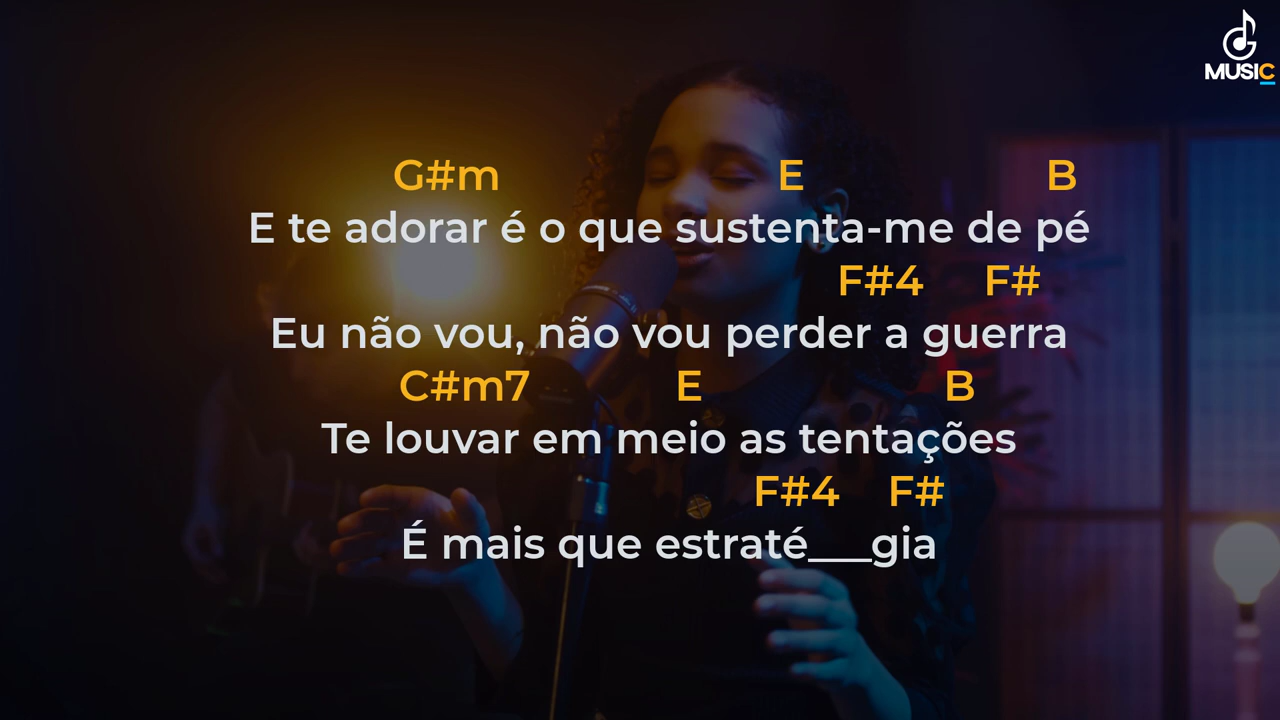 MUSIC
G#m E B
E te adorar é o que sustenta-me de pé
F#4 F#
Eu não vou, não vou perder a guerra
C#m7 E B
Te louvar em meio as tentações
F#4 F#
É mais que estraté___gia